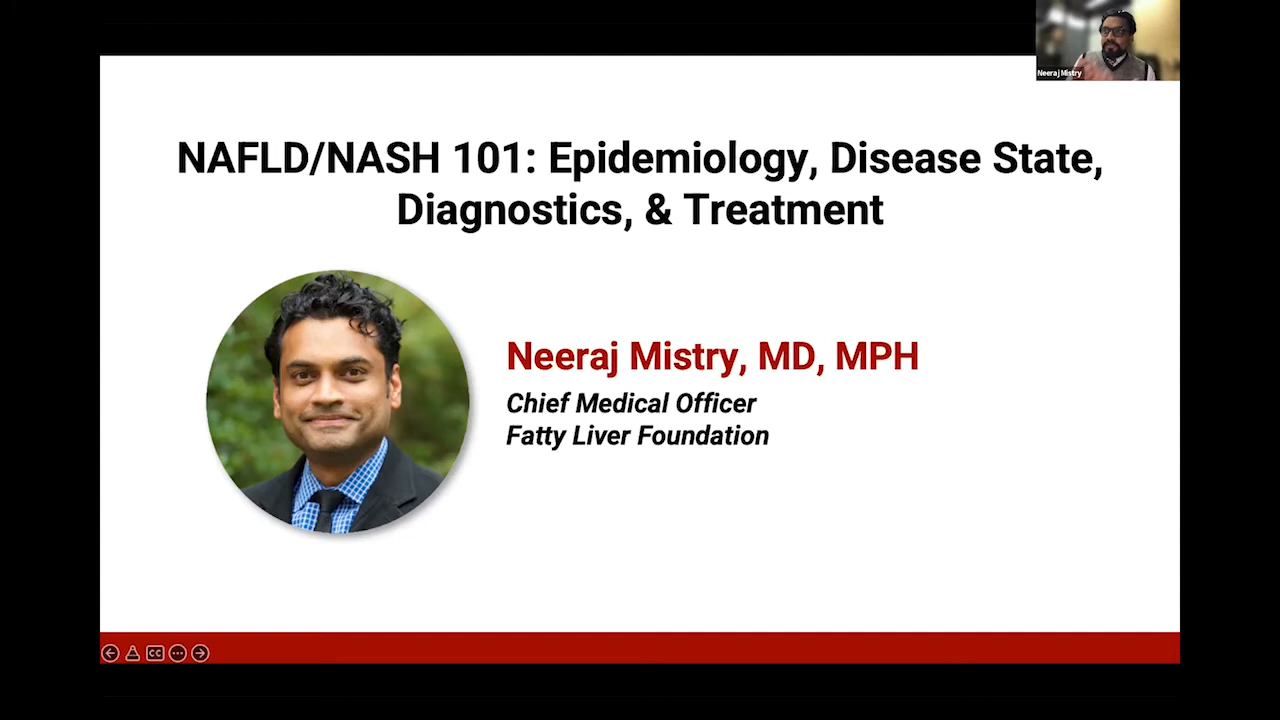 Neeraj Mistry
NAFLD/NASH 101: Epidemiology, Disease State,
Diagnostics, & Treatment
Neeraj Mistry, MD, MPH
Chief Medical Officer
Fatty Liver Foundation
CC